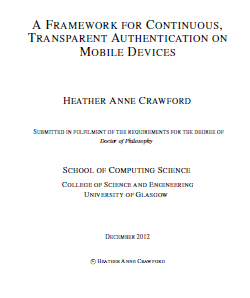 A FRAMEWORK FOR CONTINUOUS,
TRANSPARENT AUTHENTICATION ON
MOBILE DEVICES
HEATHER ANNE CRAWFORD
SUBMITTED IN FULFILMENT OF THE REQUIREMENTS FOR THE DEGREE OF
Doctor of Philosophy
SCHOOL OF COMPUTING SCIENCE
COLLEGE OF SCIENCE AND ENGINEERING
UNIVERSITY OF GLASGOW
DECEMBER 2012
© HEATHER ANNE CRAWFORD